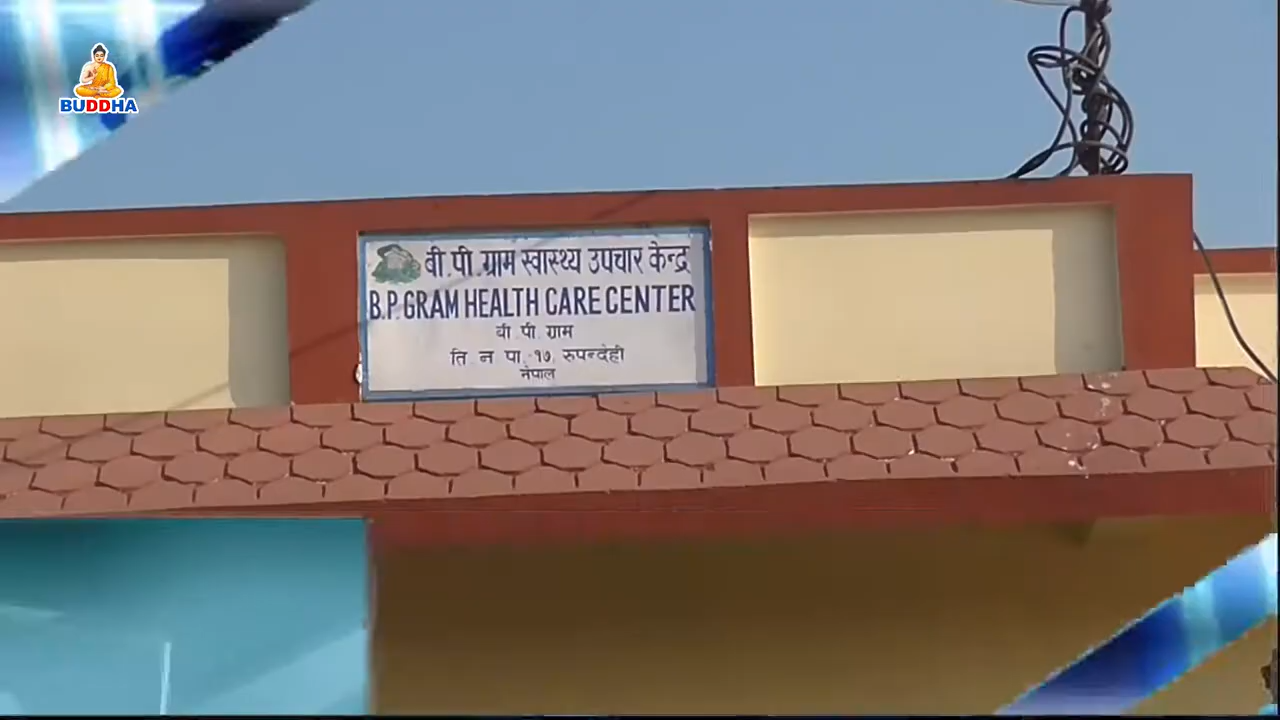 BUDDHA
बी.पी.ग्राम स्वास्थ्य उपचार केन्द्र
B.P. GRAM HEALTH CARE CENTER
बी. पी. ग्राम
ति. न. पा. १७, रुपन्देही
नेपाल